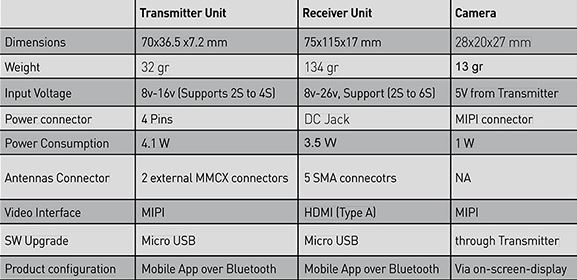 Transmitter Unit Receiver Unit Camera
Dimensions 70x36.5 x7.2 mm 75x115x17 mm 28x20x27 mm
Weight 32 gr 134 gr 13 gr
Input Voltage 8v-16v (Supports 2S to 4S) 8v-26v, Support (2S to 6S) 5V from Transmitter
Power connector 4 Pins DC Jack MIPI connector
Power Consumption 4.1 W 3.5 W 1 W
Antennas Connector 2 external MMCX connectors 5 SMA connecotrs NA
Video Interface MIPI HDMI (Type A) MIPI
SW Upgrade Micro USB Micro USB through Transmitter
Product configuration Mobile App over Bluetooth Mobile App over Bluetooth Via on-screen-display